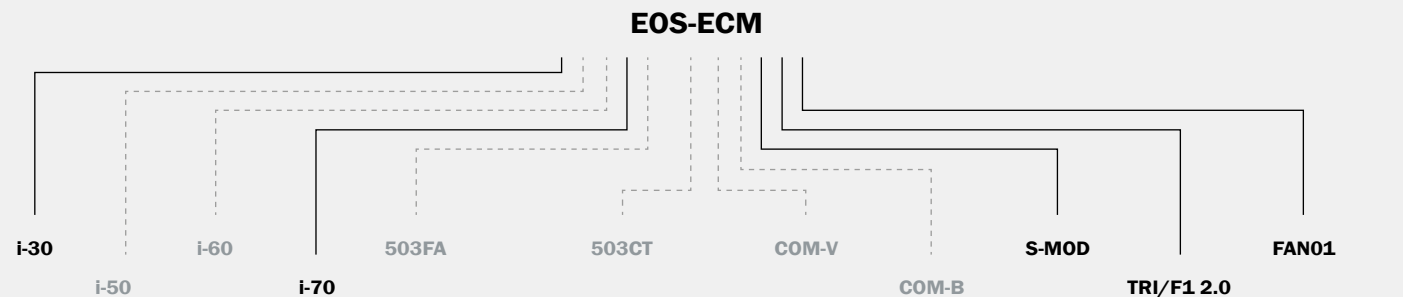 EOS-ECM
i-30
i-60
503FA
503CT
COM-V
S-MOD
FAN01
i-50
i-70
COM-B
TRI/F1 2.0